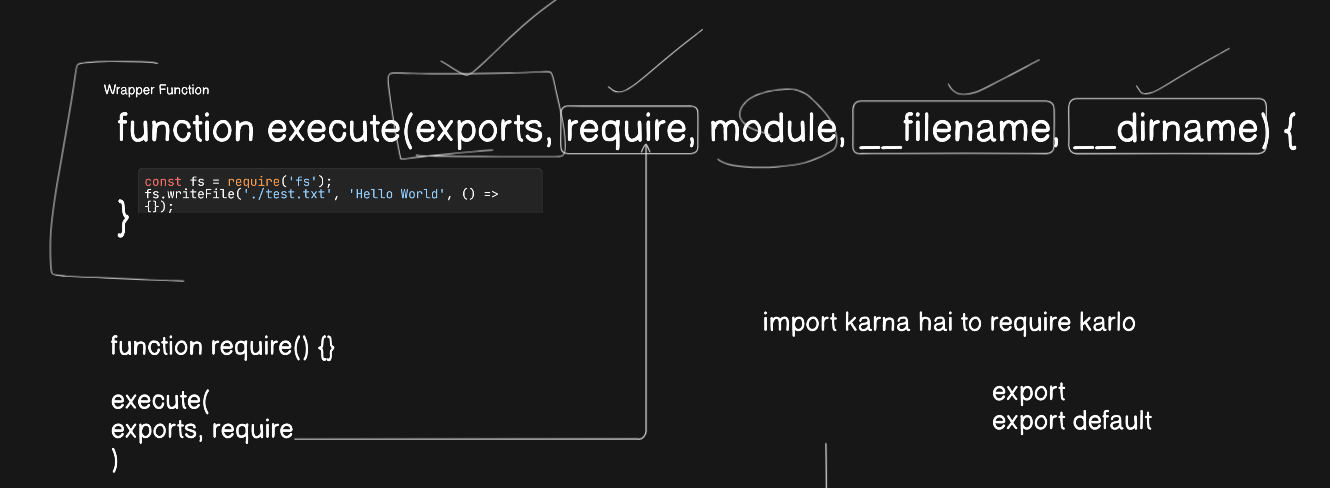 Wrapper Function
function execute(exports, require, module, __filename, __dirname) {
const fs = require('fs');
fs.writeFile('./test.txt', 'Hello World', () =>
{});
}
function require() {}
execute(
exports, require
)
import karna hai to require karlo
export
export default